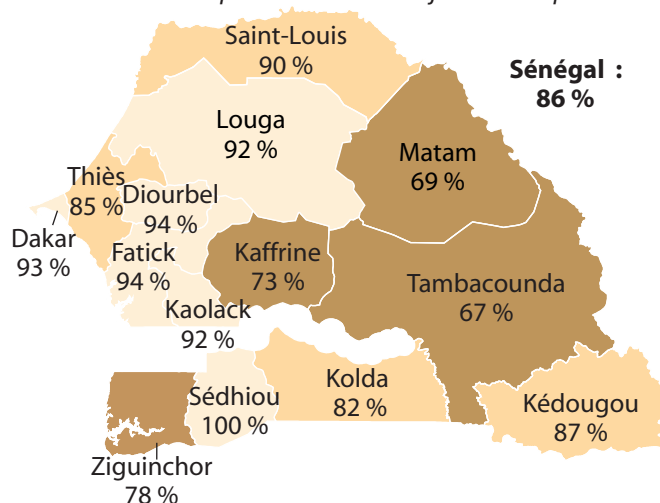 Saint-Louis
90 %
Sénégal :
86 %
Louga
92 %
Matam
69 %
Thiès
85 %
Diourbel
94 %
Dakar
93 %
Fatick
94 %
Kaffrine
73 %
Tambacounda
67 %
Kaolack
92 %
Sédhiou
100 %
Kolda
82 %
Kédougou
87 %
Ziguinchor
78 %